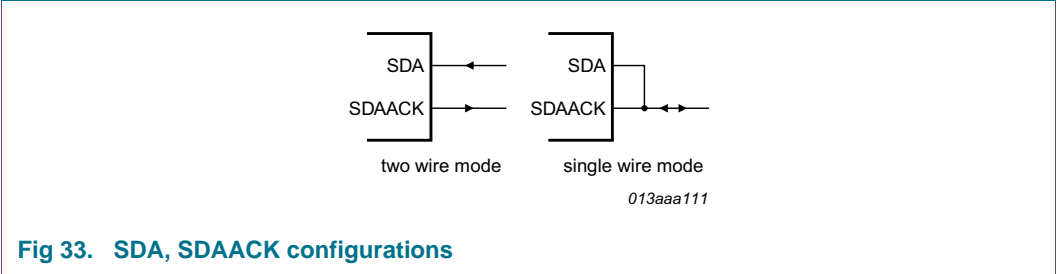 SDA
SDAACK
two wire mode
SDA
SDAACK
single wire mode
013aaa111
Fig 33. SDA, SDAACK configurations